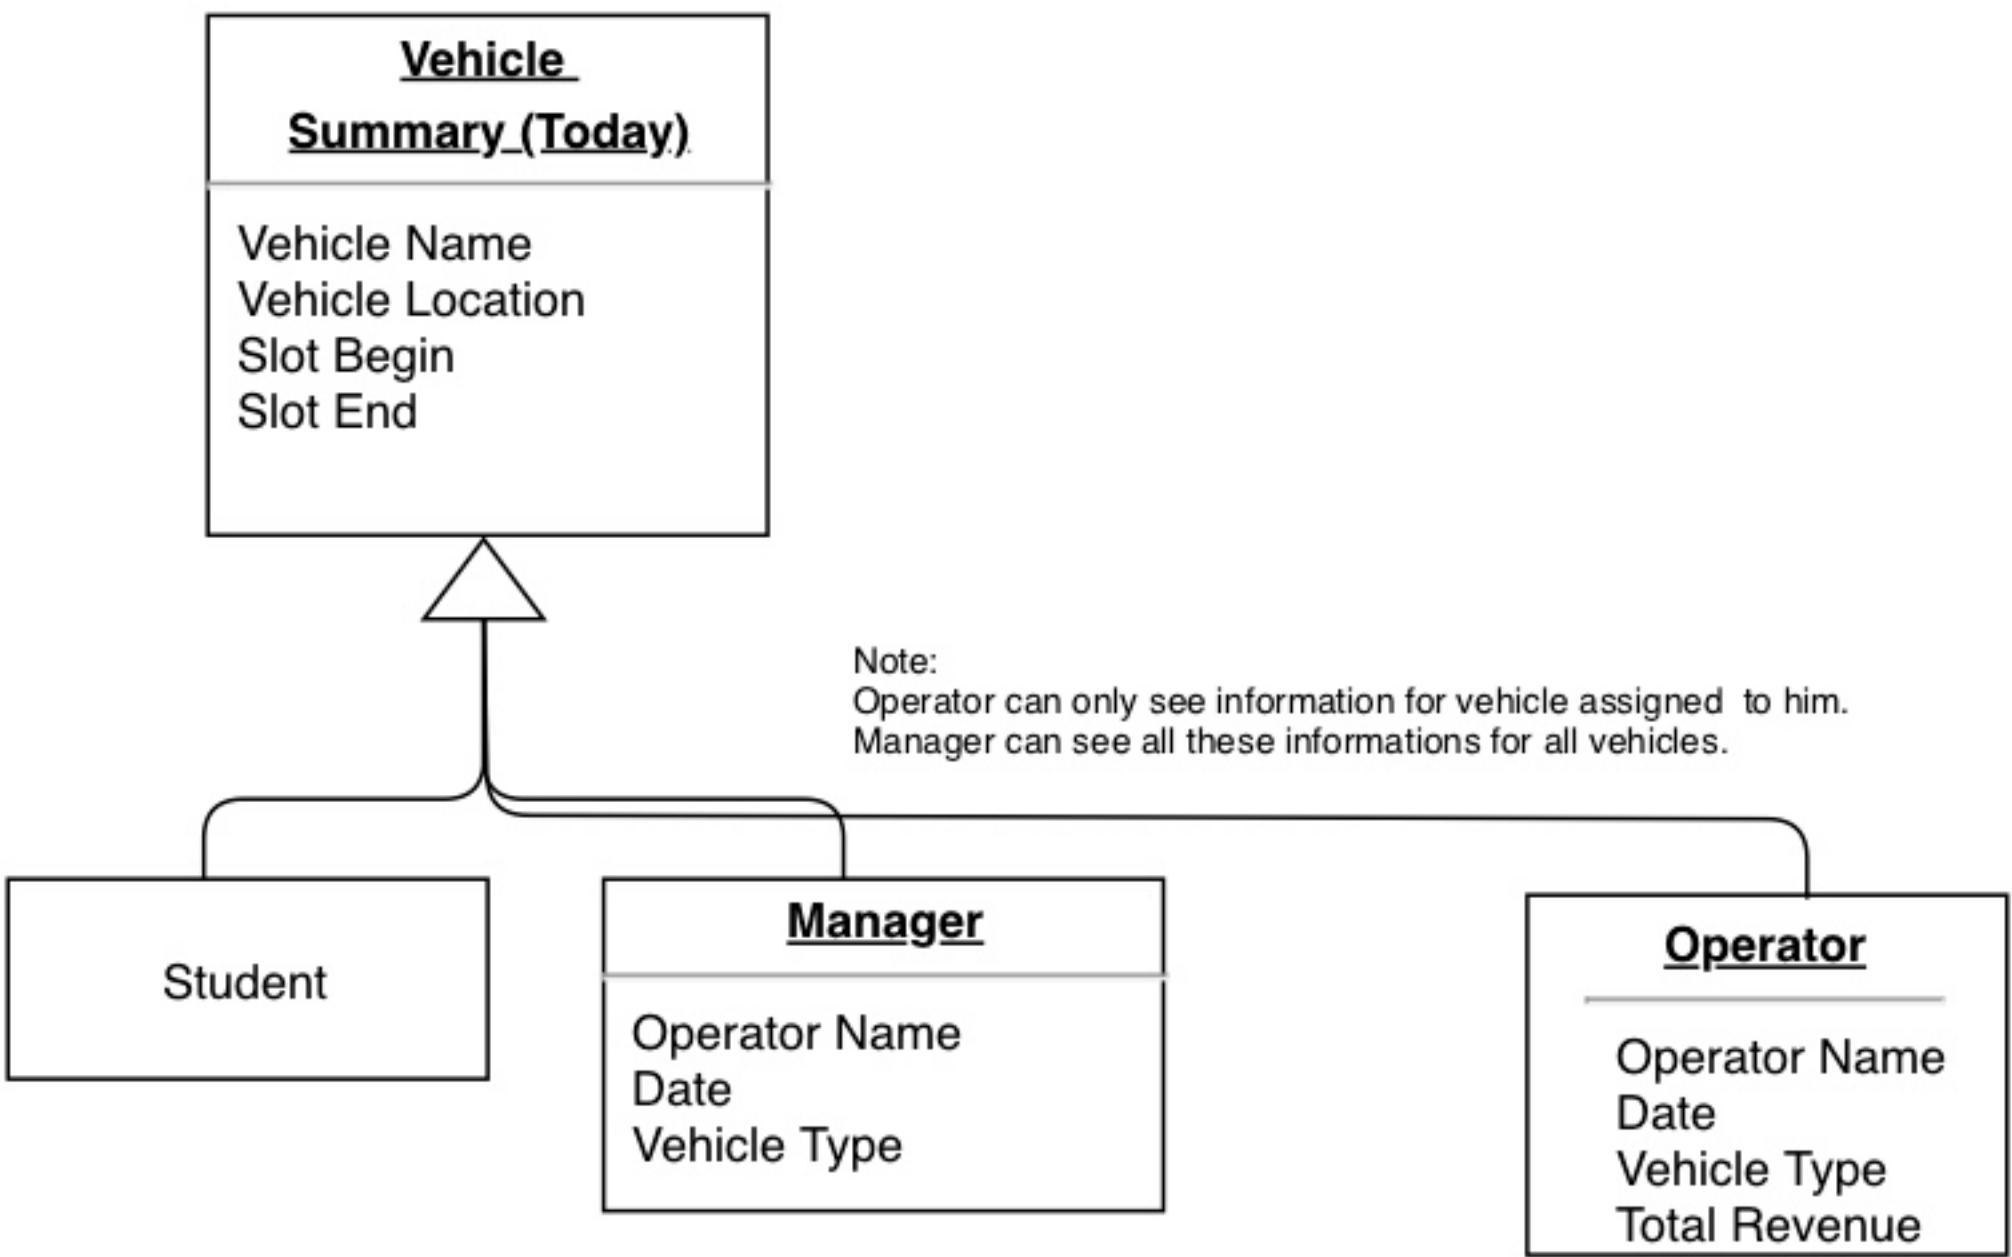 Vehicle
Summary (Today)
Vehicle Name
Vehicle Location
Slot Begin
Slot End
Note:
Operator can only see information for vehicle assigned  to him.
Manager can see all these informations for all vehicles.
Student
Manager
Operator Name
Date
Vehicle Type
Operator
Operator Name
Date
Vehicle Type
Total Revenue